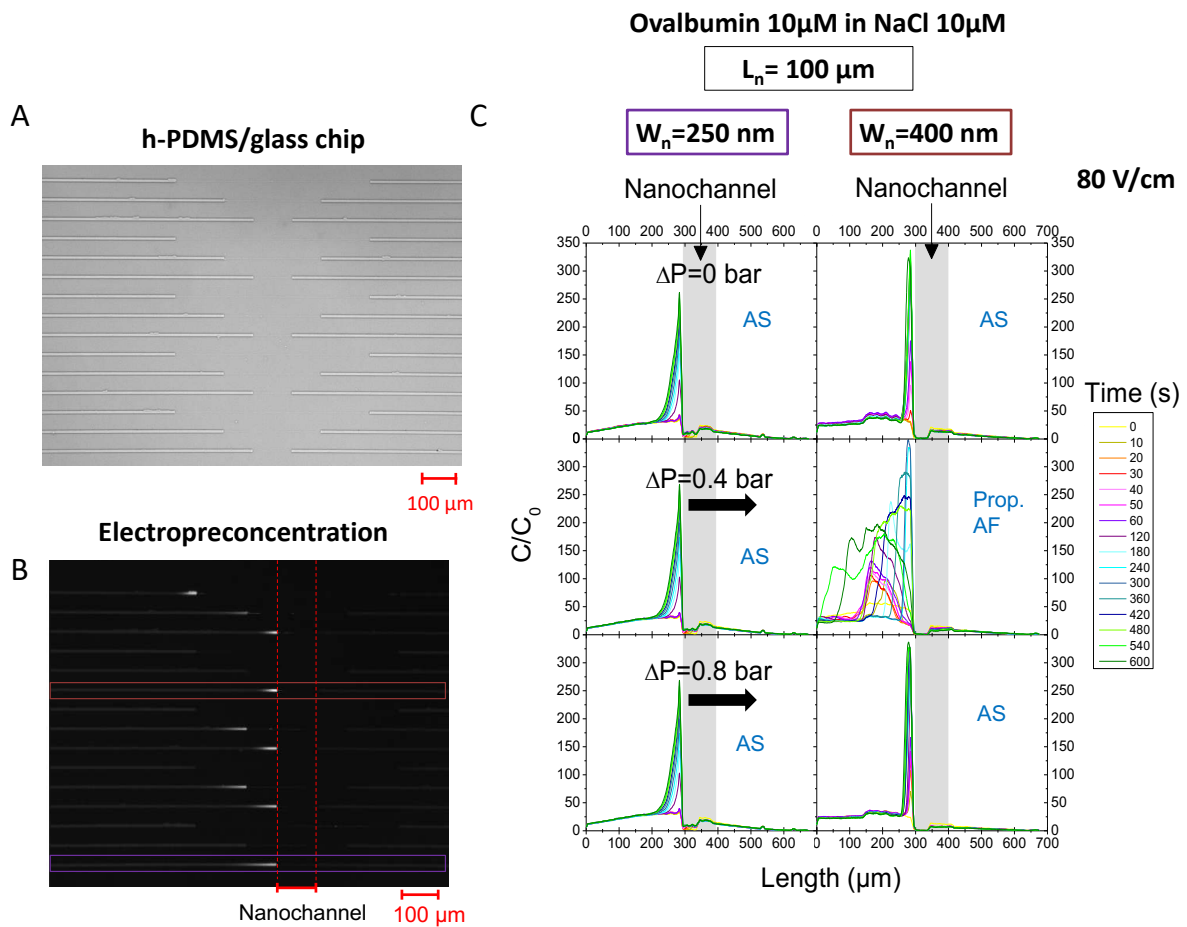 Ovalbumin 10µM in NaCl 10µM
Lₙ= 100 µm
A
h-PDMS/glass chip
100 µm
Electropreconcentration
B
Nanochannel
100 µm
C
Wₙ=250 nm
Wₙ=400 nm
80 V/cm
Nanochannel
Nanochannel
0 100 200 300 400 500 600
0 100 200 300 400 500 600 700
350 300 250 200 150 100 50 0
ΔP=0 bar
AS
AS
350 300 250 200 150 100 50 0
300 250 200 150 100 50 0
ΔP=0.4 bar
AS
Prop.
AF
300 250 200 150 100 50 0
300 250 200 150 100 50 0
ΔP=0.8 bar
AS
AS
300 250 200 150 100 50 0
0 100 200 300 400 500 600
0 100 200 300 400 500 600 700
C/C₀
Length (µm)
Time (s)
0
10
20
30
40
50
60
120
180
240
300
360
420
480
540
600